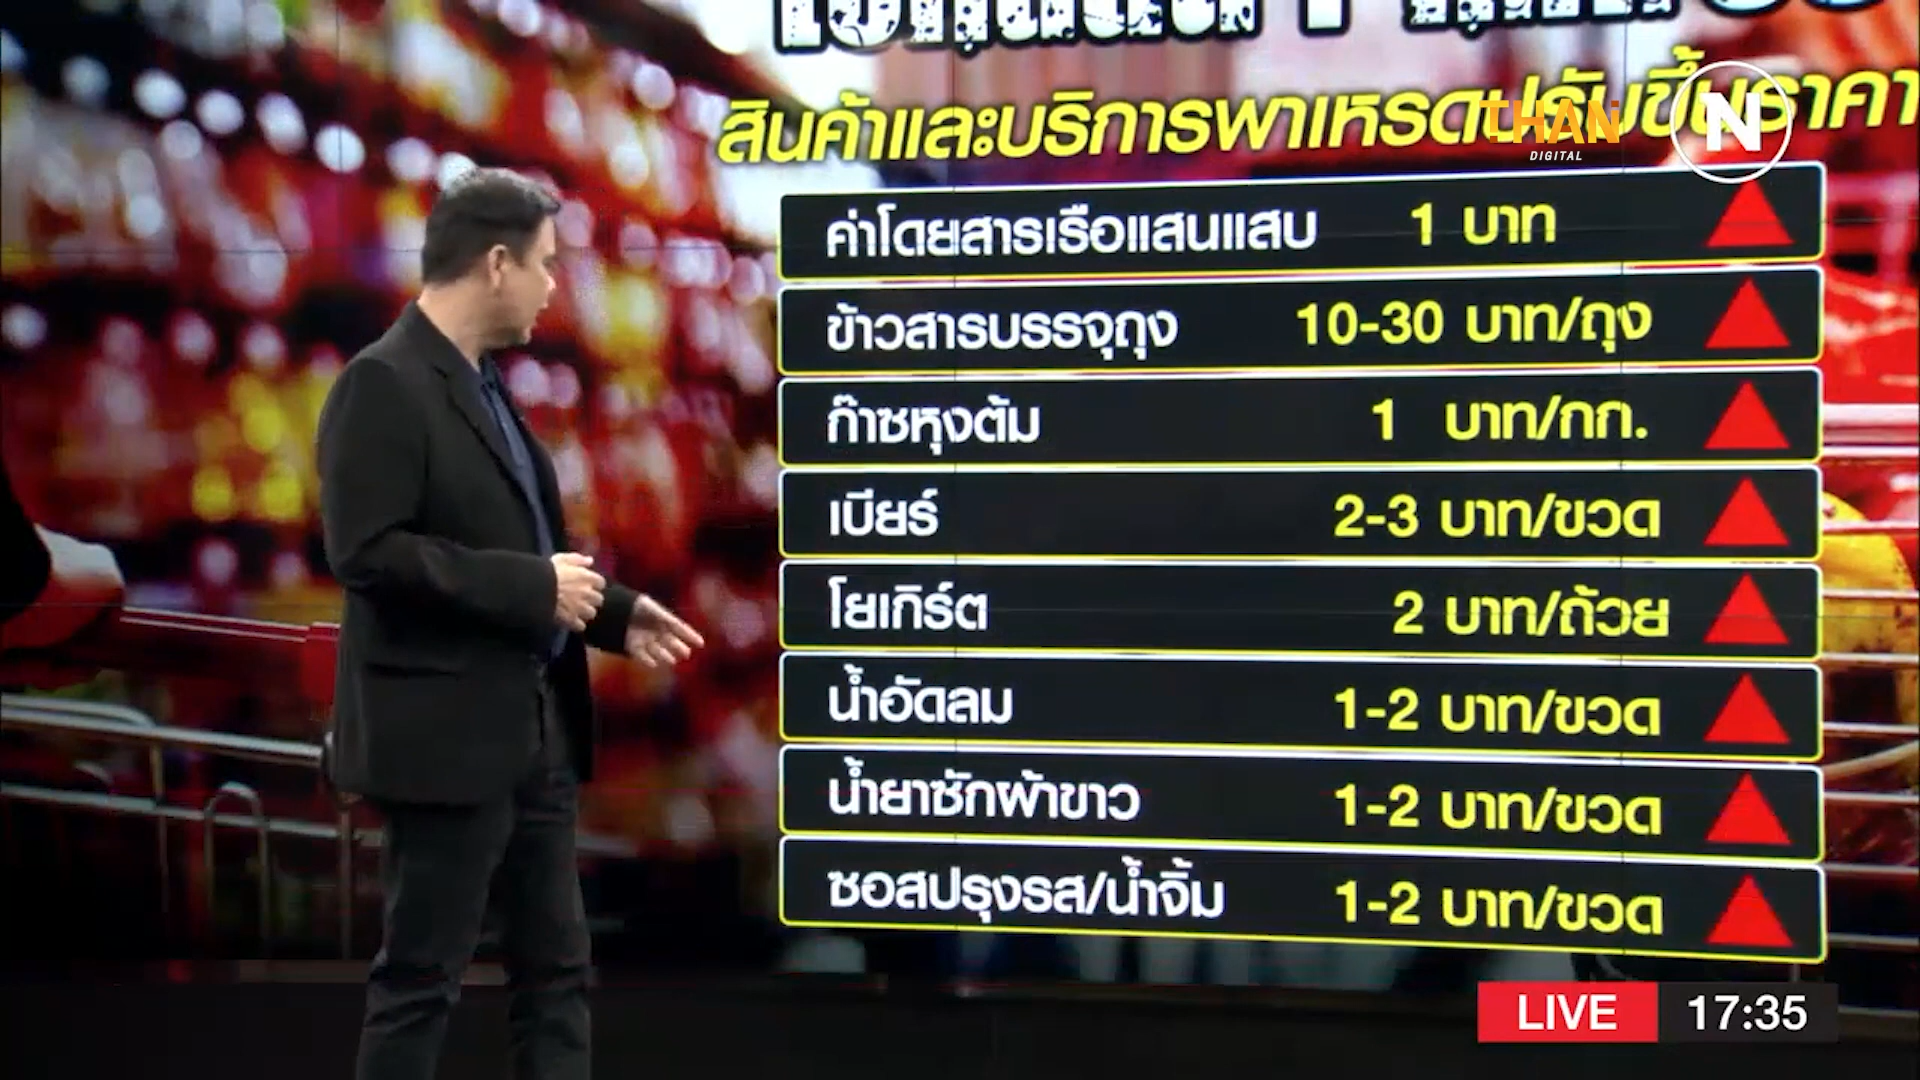 สินค้าและบริการพาเหรดปรับขึ้นราคา
THAN
DIGITAL
N
ค่าโดยสารเรือแสนแสบ 1 บาท
ข้าวสารบรรจุถุง 10-30 บาท/ถุง
ก๊าซหุงต้ม 1 บาท/กก.
เบียร์ 2-3 บาท/ขวด
โยเกิร์ต 2 บาท/ถ้วย
น้ำอัดลม 1-2 บาท/ขวด
น้ำยาซักผ้าขาว 1-2 บาท/ขวด
ซอสปรุงรส/น้ำจิ้ม 1-2 บาท/ขวด
LIVE 17:35